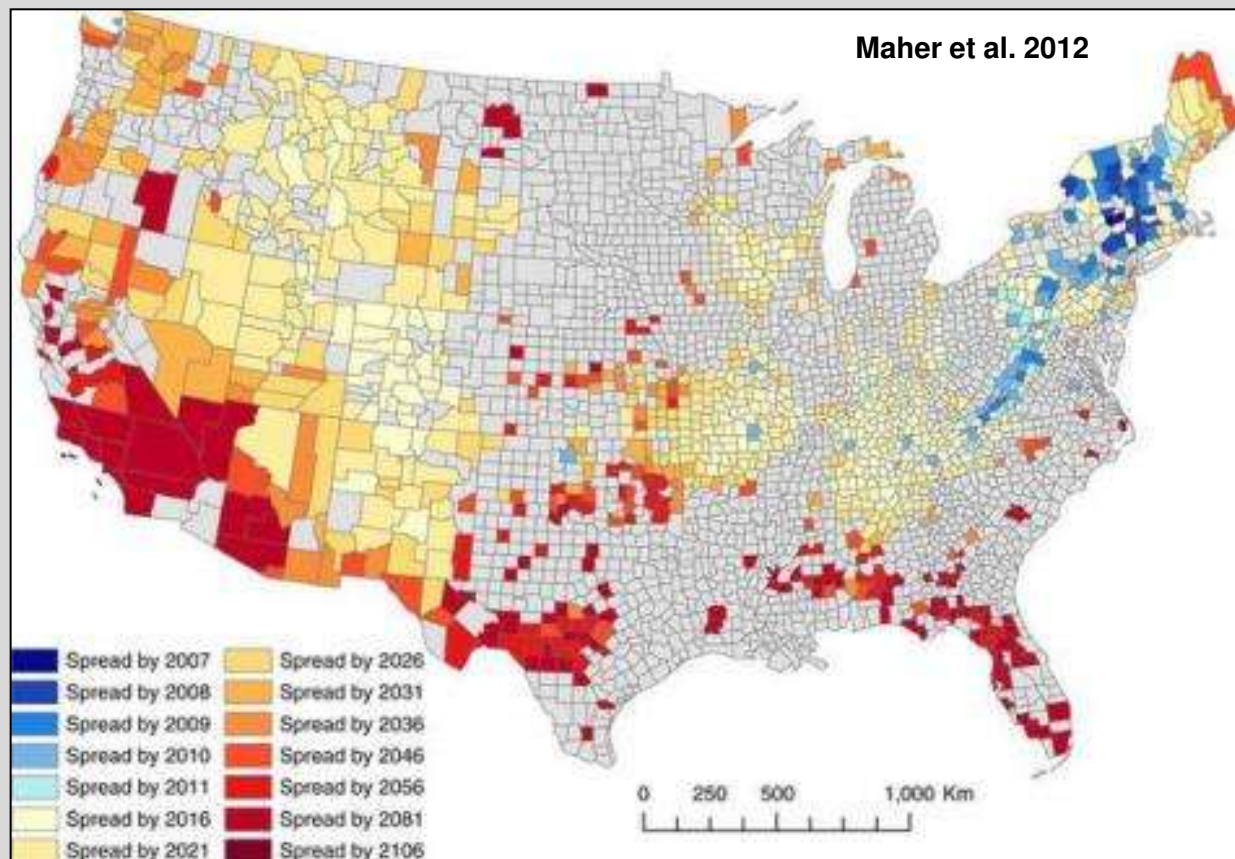 Maher et al. 2012
Spread by 2007
Spread by 2008
Spread by 2009
Spread by 2010
Spread by 2011
Spread by 2016
Spread by 2021
Spread by 2026
Spread by 2031
Spread by 2036
Spread by 2046
Spread by 2056
Spread by 2081
Spread by 2106
0 250 500 1,000 Km